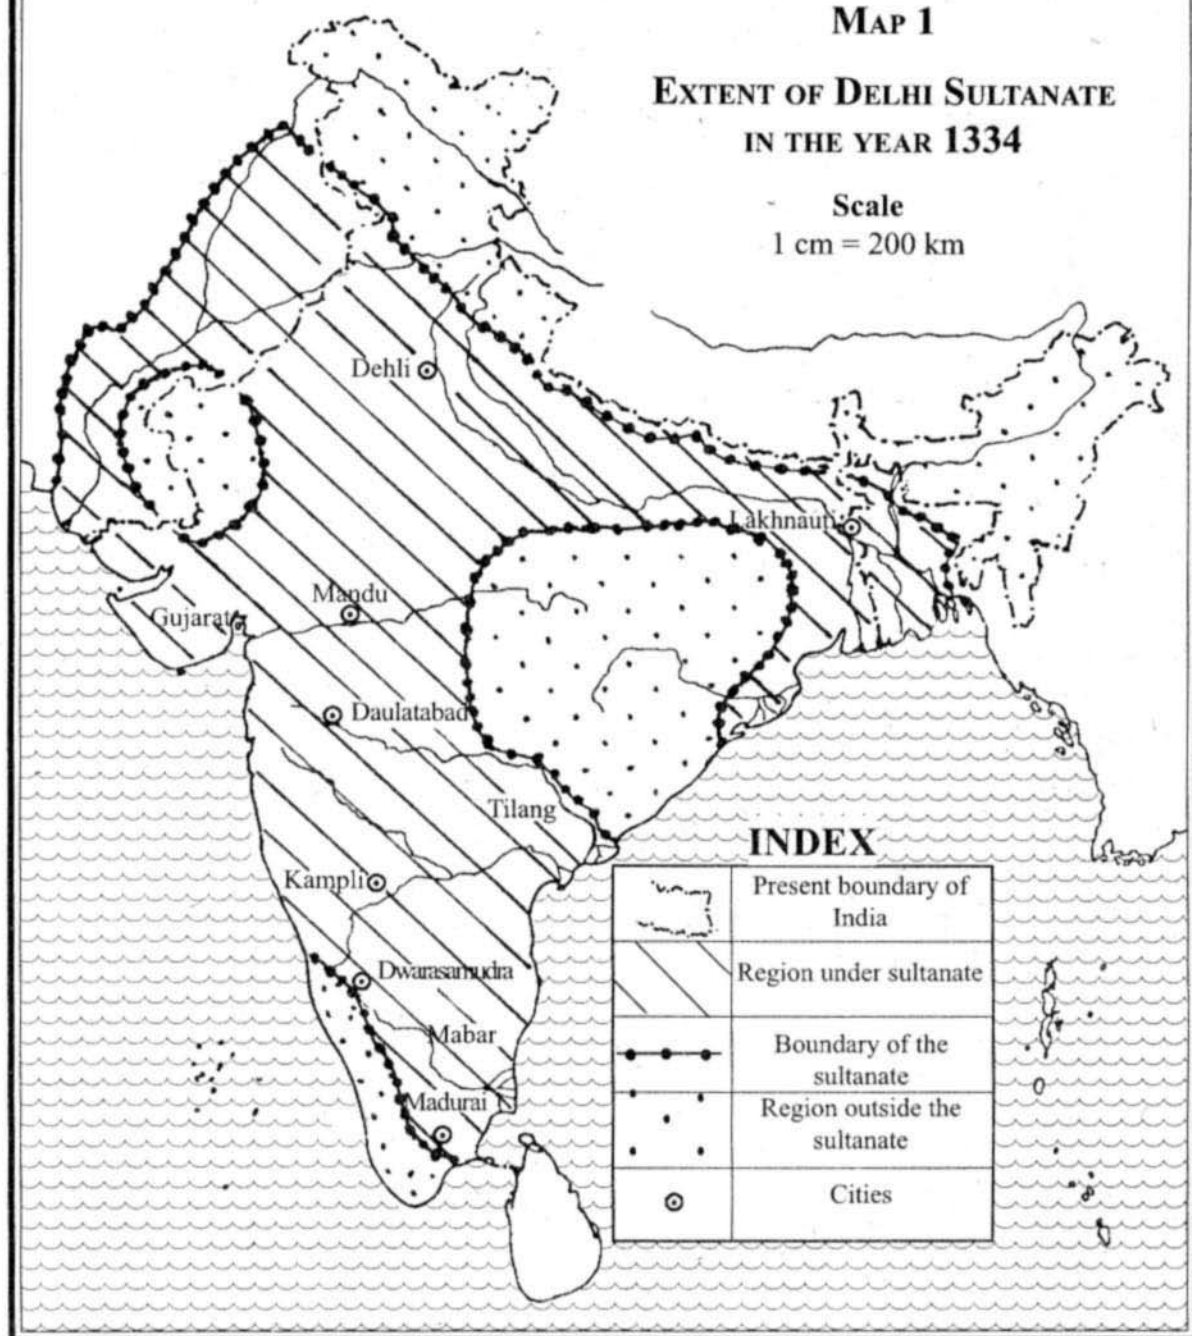 MAP 1
EXTENT OF DELHI SULTANATE
IN THE YEAR 1334
Scale
1 cm = 200 km
Dehli
Lakhnauti
Mandu
Gujarat
Daulatabad
Tilang
Kampli
Dwarasamudra
Mabar
Madurai
INDEX
Present boundary of
India
Region under sultanate
Boundary of the
sultanate
Region outside the
sultanate
Cities